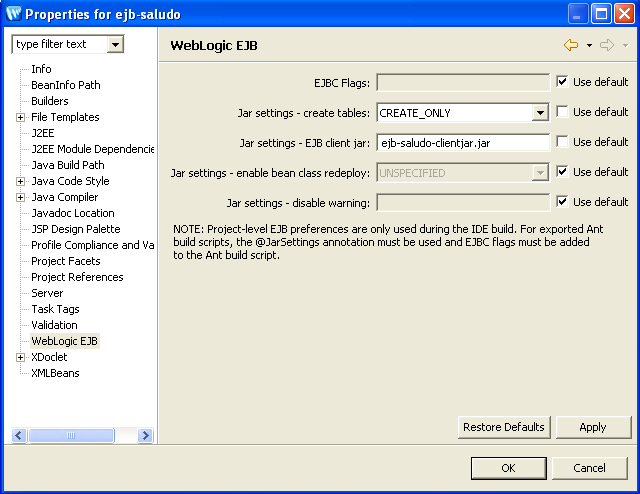 Properties for ejb-saludo
type filter text
Info
BeanInfo Path
Builders
File Templates
J2EE
J2EE Module Dependencie
Java Build Path
Java Code Style
Java Compiler
Javadoc Location
JSP Design Palette
Profile Compliance and Va
Project Facets
Project References
Server
Task Tags
Validation
WebLogic EJB
XDoclet
XMLBeans
WebLogic EJB
EJBC Flags: Use default
Jar settings - create tables: CREATE_ONLY Use default
Jar settings - EJB client jar: ejb-saludo-clientjar.jar Use default
Jar settings - enable bean class redeploy: UNSPECIFIED Use default
Jar settings - disable warning: Use default
NOTE: Project-level EJB preferences are only used during the IDE build. For exported Ant
build scripts, the @JarSettings annotation must be used and EJBC flags must be added
to the Ant build script.
Restore Defaults Apply
OK Cancel